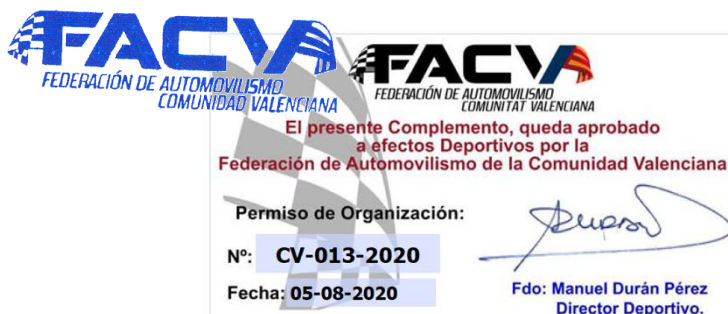 FACV
FEDERACIÓN DE AUTOMOVILISMO
COMUNIDAD VALENCIANA
FACVA
FEDERACIÓN DE AUTOMOVILISMO
COMUNITAT VALENCIANA
El presente Complemento, queda aprobado
a efectos Deportivos por la
Federación de Automovilismo de la Comunidad Valenciana
Permiso de Organización:
Nº: CV-013-2020
Fecha: 05-08-2020
Fdo: Manuel Durán Pérez
Director Deportivo.